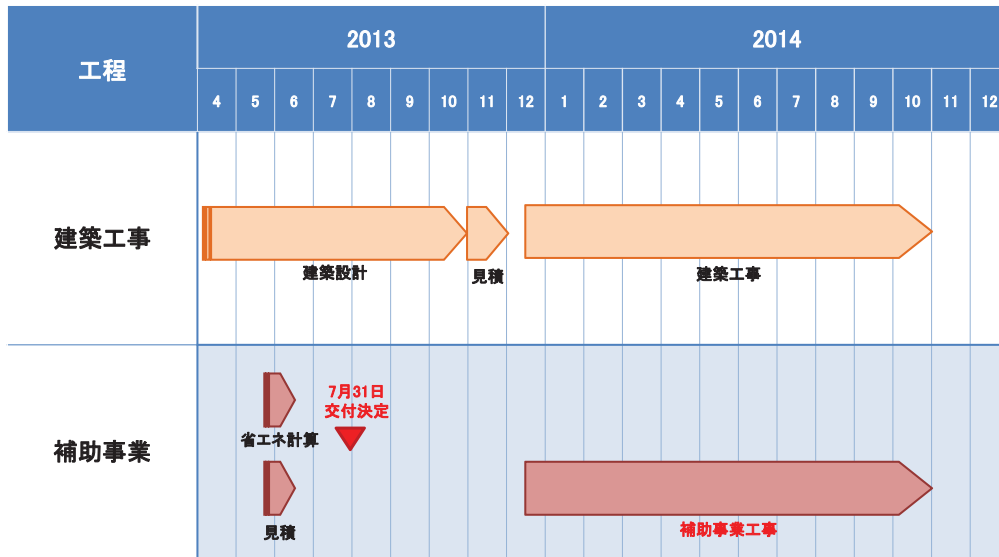 工程
2013
2014
4 5 6 7 8 9 10 11 12 1 2 3 4 5 6 7 8 9 10 11 12
建築工事
建築設計
見積
建築工事
補助事業
省エネ計算
7月31日
交付決定
見積
補助事業工事